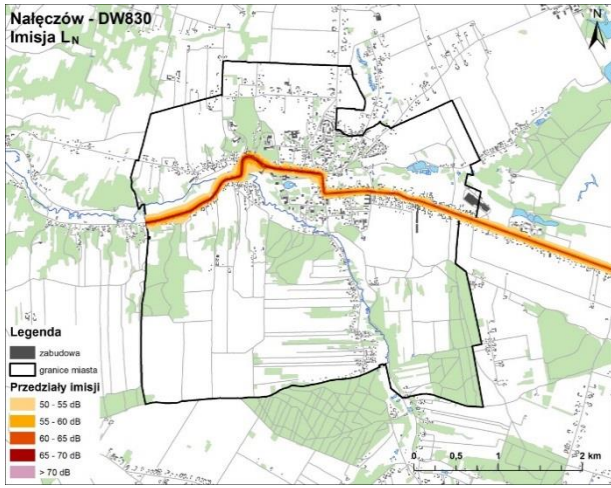 Nałęczów - DW830
Imisja LN
N
Legenda
zabudowa
granice miasta
Przedziały imisji
50 - 55 dB
55 - 60 dB
60 - 65 dB
65 - 70 dB
> 70 dB
0 0,5 1 2 km